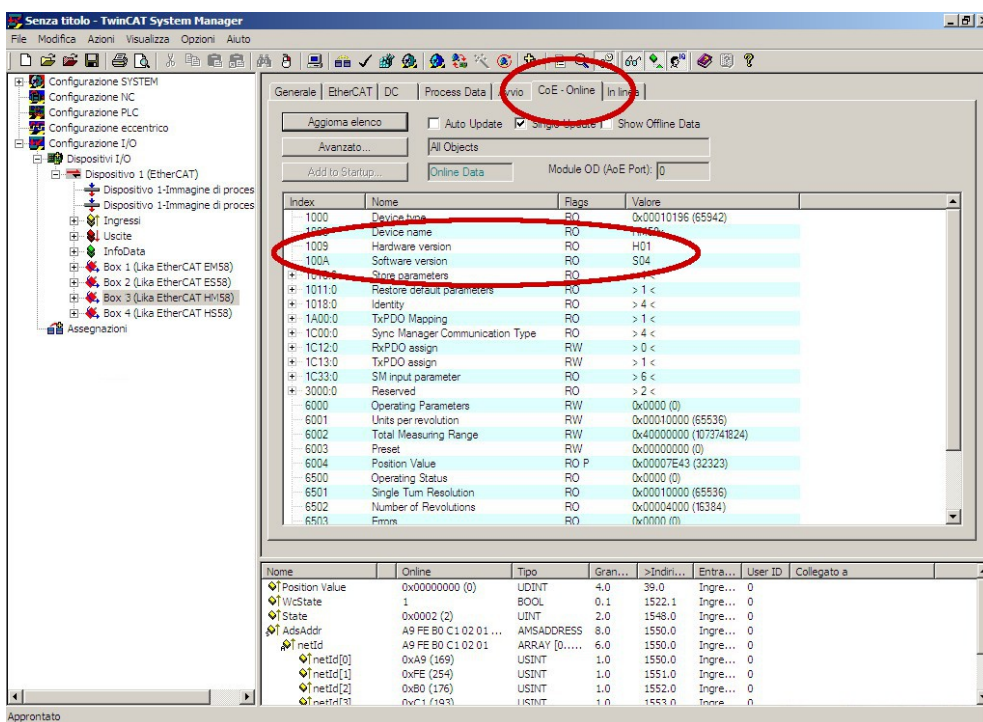 Senza titolo - TwinCAT System Manager
File Modifica Azioni Visualizza Opzioni Aiuto
Configurazione SYSTEM
Configurazione NC
Configurazione PLC
Configurazione eccentrico
Configurazione I/O
Dispositivi I/O
Dispositivo 1 (EtherCAT)
Dispositivo 1-Immagine di proces
Dispositivo 1-Immagine di proces
Ingressi
Uscite
InfoData
Box 1 (Lika EtherCAT EM58)
Box 2 (Lika EtherCAT ES58)
Box 3 (Lika EtherCAT HM58)
Box 4 (Lika EtherCAT HS58)
Assegnazioni
Generale EtherCAT DC Process Data Avvio CoE - Online In linea
Aggiorna elenco Auto Update Single Update Show Offline Data
Avanzato... All Objects
Add to Startup... Online Data Module OD (AoE Port): 0
Index Nome Flags Valore
1000 Device type RO 0x00010196 (65942)
1008 Device name RO
1009 Hardware version RO H01
100A Software version RO S04
1010:0 Store parameters RO > 1 <
1011:0 Restore default parameters RO > 1 <
1018:0 Identity RO > 4 <
1A00:0 TxPDO Mapping RO > 1 <
1C00:0 Sync Manager Communication Type RO > 4 <
1C12:0 RxPDO assign RW > 0 <
1C13:0 TxPDO assign RW > 1 <
1C33:0 SM input parameter RO > 6 <
3000:0 Reserved RO > 2 <
6000 Operating Parameters RW 0x0000 (0)
6001 Units per revolution RW 0x00010000 (65536)
6002 Total Measuring Range RW 0x40000000 (1073741824)
6003 Preset RW 0x00000000 (0)
6004 Position Value RO P 0x00007E43 (32323)
6500 Operating Status RO 0x0000 (0)
6501 Single Turn Resolution RO 0x00010000 (65536)
6502 Number of Revolutions RO 0x00004000 (16384)
6503 Errors RO 0x0000 (0)
Nome Online Tipo Gran... >Indiri... Entra... User ID Collegato a
Position Value 0x00000000 (0) UDINT 4.0 39.0 Ingre... 0
WcState 1 BOOL 0.1 1522.1 Ingre... 0
State 0x0002 (2) UINT 2.0 1548.0 Ingre... 0
AdsAddr A9 FE B0 C1 02 01 ... AMSADDRESS 8.0 1550.0 Ingre... 0
netId A9 FE B0 C1 02 01 ARRAY [0..... 6.0 1550.0 Ingre... 0
netId[0] 0xA9 (169) USINT 1.0 1550.0 Ingre... 0
netId[1] 0xFE (254) USINT 1.0 1551.0 Ingre... 0
netId[2] 0xB0 (176) USINT 1.0 1552.0 Ingre... 0
netId[3] 0xC1 (193) USINT 1.0 1553.0 Ingre... 0
Approntato